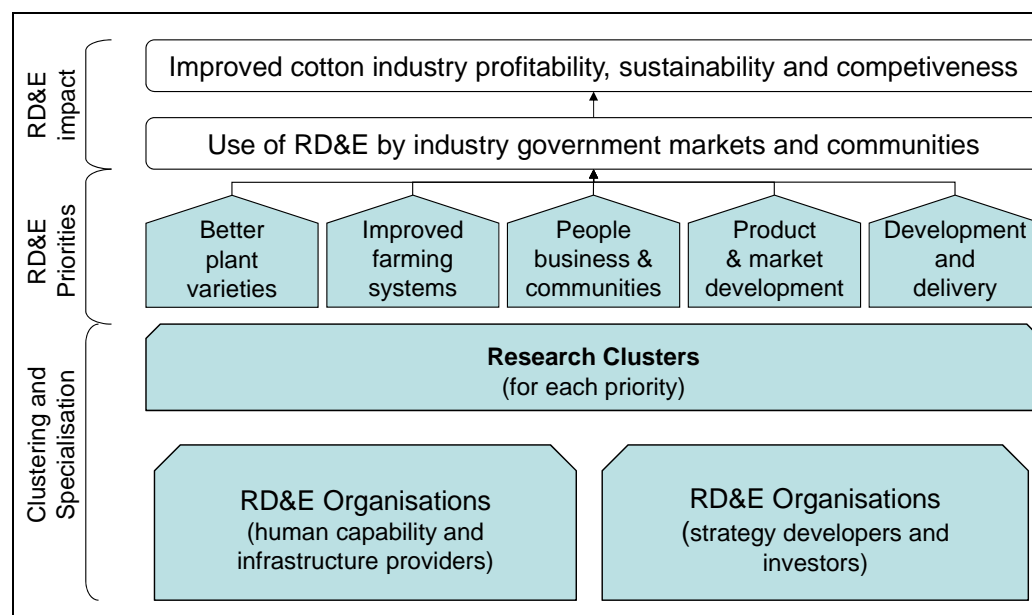 RD&E
impact
Improved cotton industry profitability, sustainability and competiveness
Use of RD&E by industry government markets and communities
RD&E
Priorities
Better
plant
varieties
Improved
farming
systems
People
business &
communities
Product
& market
development
Development
and
delivery
Clustering and
Specialisation
Research Clusters
(for each priority)
RD&E Organisations
(human capability and
infrastructure providers)
RD&E Organisations
(strategy developers and
investors)